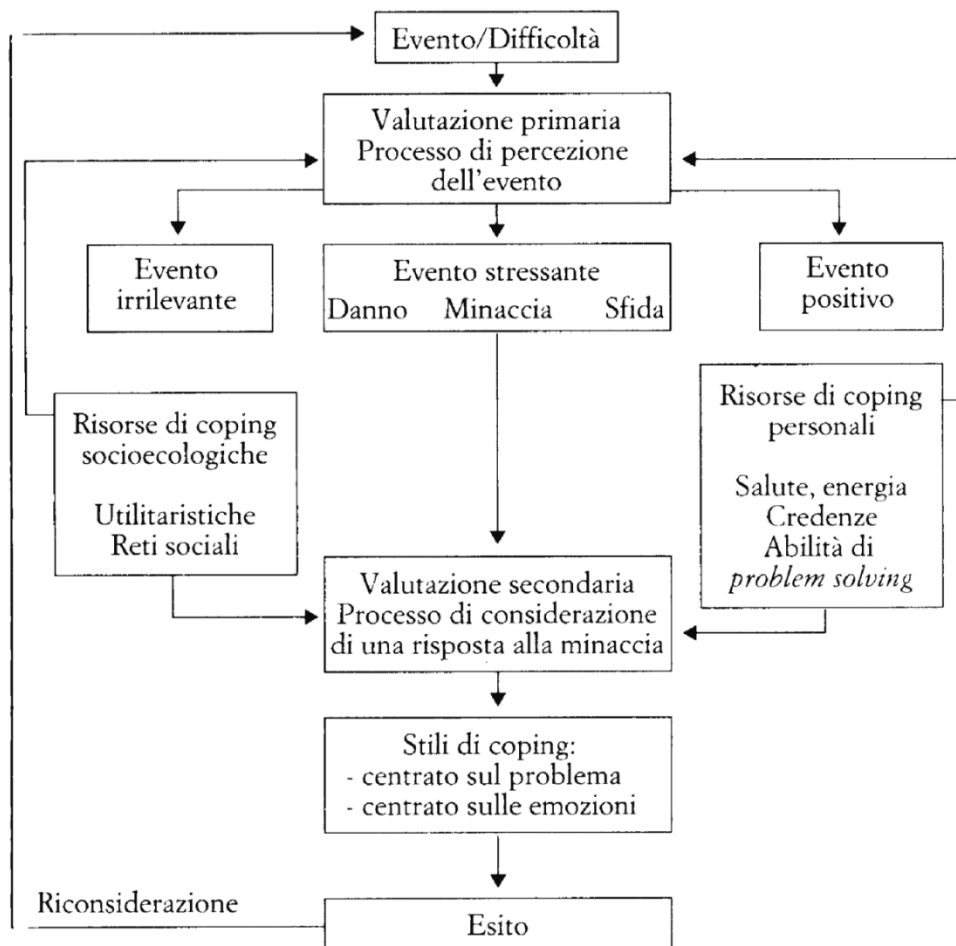 Evento/Difficoltà
Valutazione primaria
Processo di percezione
dell'evento
Evento
irrilevante
Evento stressante
Danno Minaccia Sfida
Evento
positivo
Risorse di coping
socioecologiche
Utilitaristiche
Reti sociali
Risorse di coping
personali
Salute, energia
Credenze
Abilità di
problem solving
Valutazione secondaria
Processo di considerazione
di una risposta alla minaccia
Stili di coping:
- centrato sul problema
- centrato sulle emozioni
Riconsiderazione
Esito